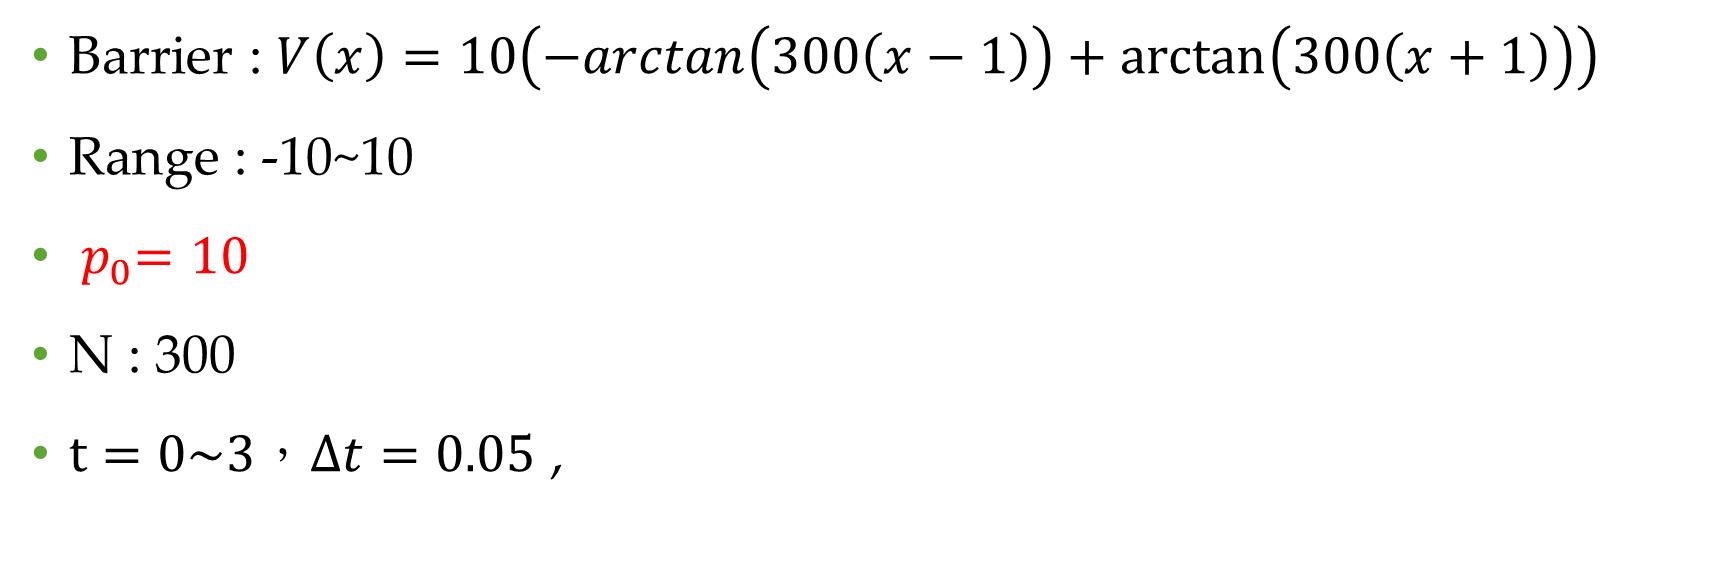 • Barrier : V(x) = 10(−arctan(300(x − 1)) + arctan(300(x + 1)))
• Range : -10~10
• p₀= 10
• N : 300
• t = 0~3，Δt = 0.05 ,